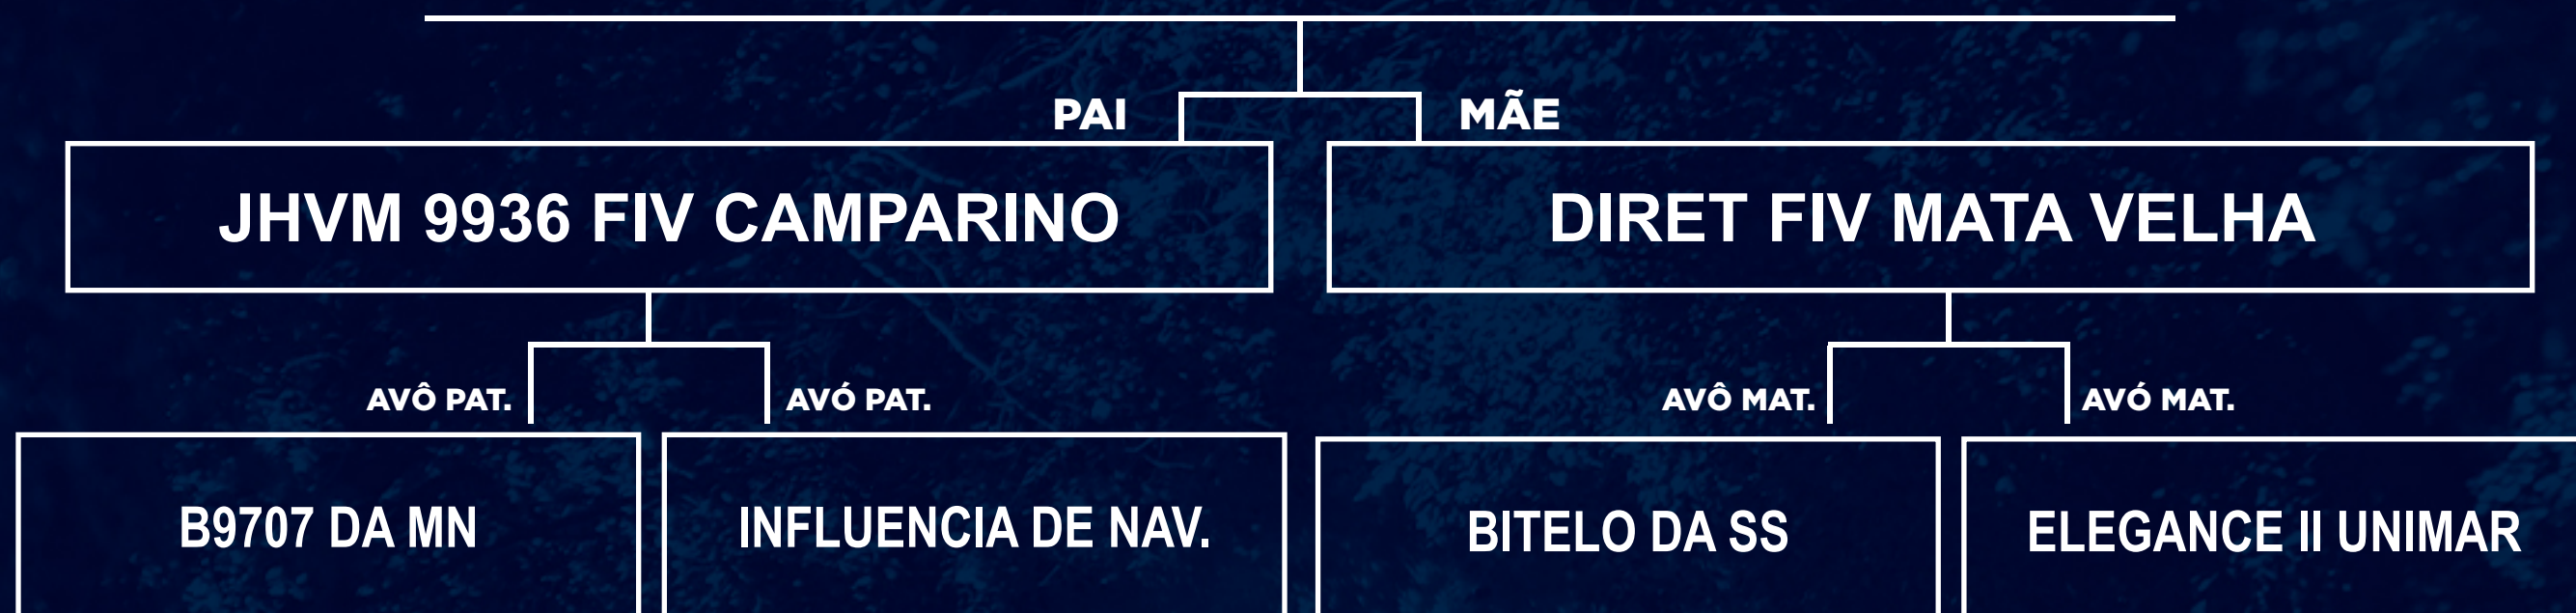 PAI
MÃE
JHVM 9936 FIV CAMPARINO
DIRET FIV MATA VELHA
AVÔ PAT.
AVÓ PAT.
AVÔ MAT.
AVÓ MAT.
B9707 DA MN
INFLUENCIA DE NAV.
BITELO DA SS
ELEGANCE II UNIMAR